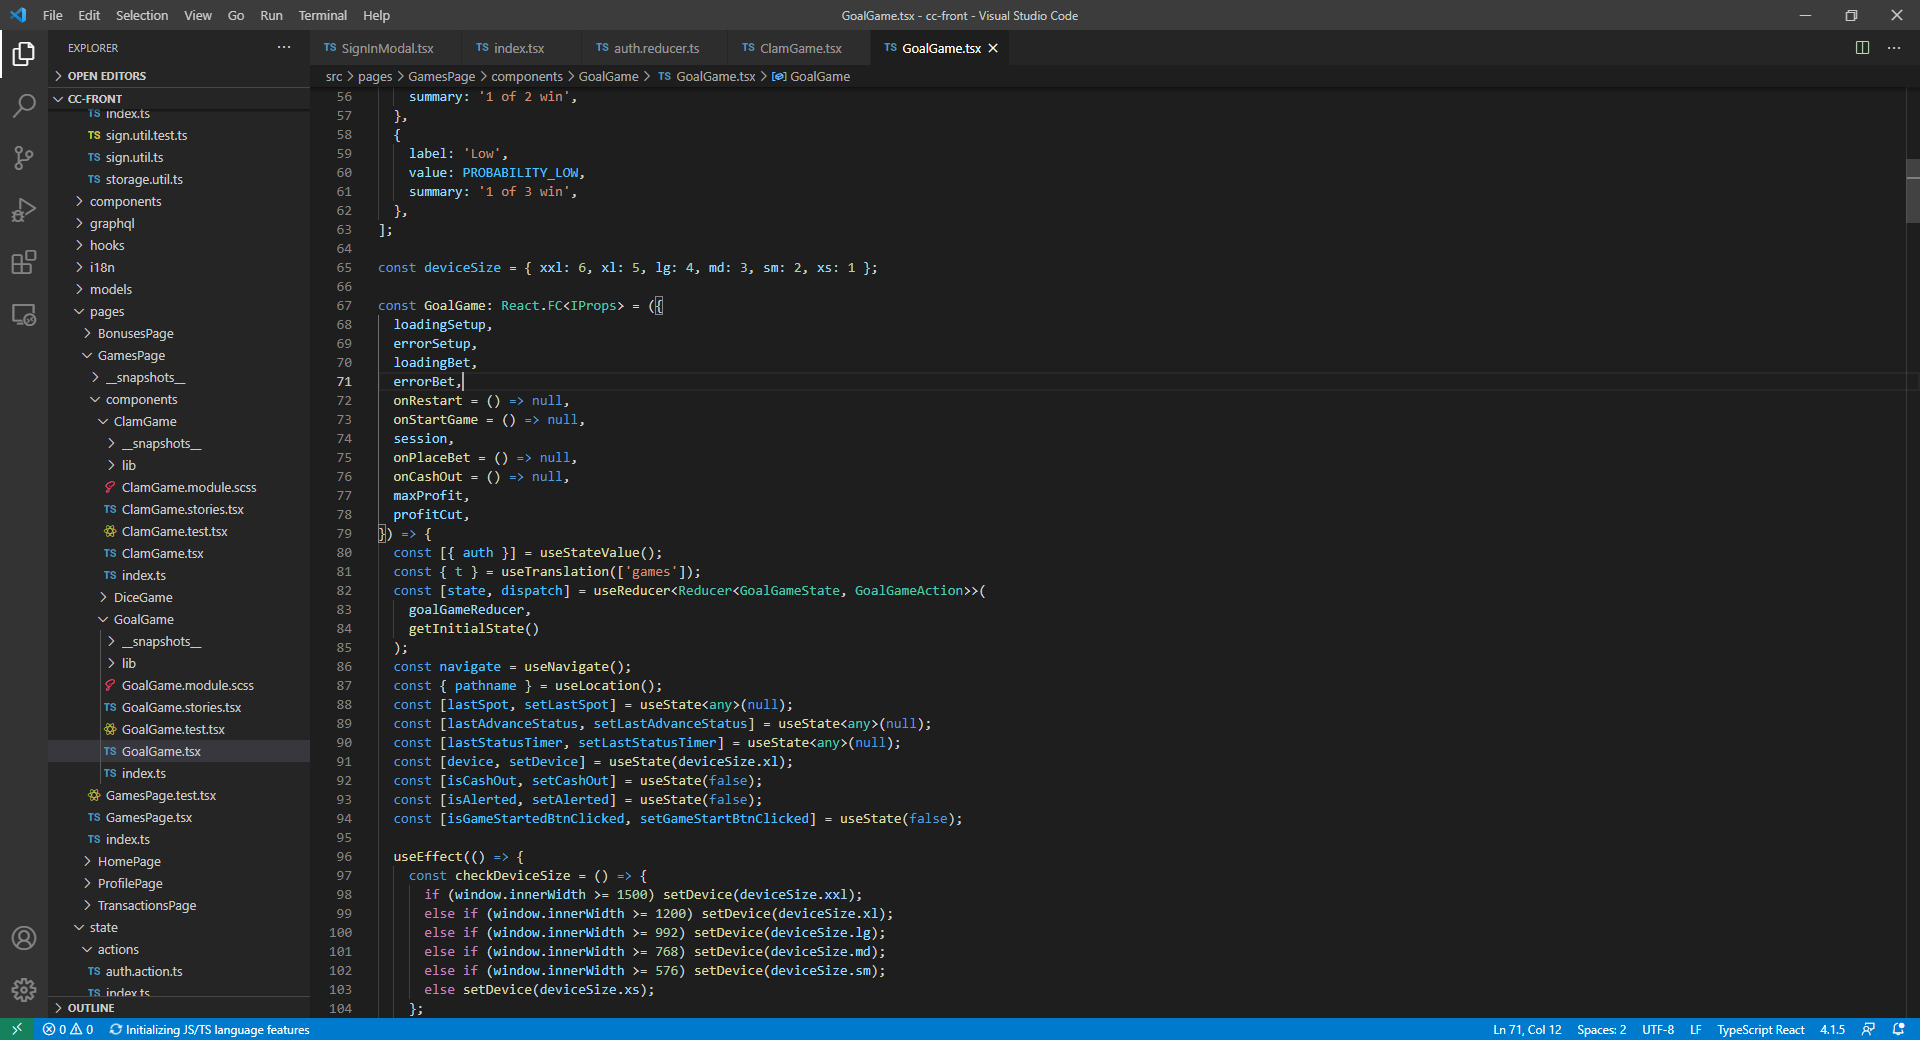 File Edit Selection View Go Run Terminal Help
GoalGame.tsx - cc-front - Visual Studio Code
EXPLORER
OPEN EDITORS
CC-FRONT
TS index.ts
TS sign.util.test.ts
TS sign.util.ts
TS storage.util.ts
components
graphql
hooks
i18n
models
pages
BonusesPage
GamesPage
__snapshots__
components
ClamGame
__snapshots__
lib
ClamGame.module.scss
TS ClamGame.stories.tsx
ClamGame.test.tsx
TS ClamGame.tsx
TS index.ts
DiceGame
GoalGame
__snapshots__
lib
GoalGame.module.scss
TS GoalGame.stories.tsx
GoalGame.test.tsx
TS GoalGame.tsx
TS index.ts
GamesPage.test.tsx
TS GamesPage.tsx
TS index.ts
HomePage
ProfilePage
TransactionsPage
state
actions
TS auth.action.ts
TS index.ts
OUTLINE
TS SignInModal.tsx TS index.tsx TS auth.reducer.ts TS ClamGame.tsx TS GoalGame.tsx
src > pages > GamesPage > components > GoalGame > TS GoalGame.tsx > GoalGame
56 summary: '1 of 2 win',
57 },
58 {
59 label: 'Low',
60 value: PROBABILITY_LOW,
61 summary: '1 of 3 win',
62 },
63 ];
64
65 const deviceSize = { xxl: 6, xl: 5, lg: 4, md: 3, sm: 2, xs: 1 };
66
67 const GoalGame: React.FC<IProps> = ({
68 loadingSetup,
69 errorSetup,
70 loadingBet,
71 errorBet,
72 onRestart = () => null,
73 onStartGame = () => null,
74 session,
75 onPlaceBet = () => null,
76 onCashOut = () => null,
77 maxProfit,
78 profitCut,
79 }) => {
80 const [{ auth }] = useStateValue();
81 const { t } = useTranslation(['games']);
82 const [state, dispatch] = useReducer<Reducer<GoalGameState, GoalGameAction>>(
83 goalGameReducer,
84 getInitialState()
85 );
86 const navigate = useNavigate();
87 const { pathname } = useLocation();
88 const [lastSpot, setLastSpot] = useState<any>(null);
89 const [lastAdvanceStatus, setLastAdvanceStatus] = useState<any>(null);
90 const [lastStatusTimer, setLastStatusTimer] = useState<any>(null);
91 const [device, setDevice] = useState(deviceSize.xl);
92 const [isCashOut, setCashOut] = useState(false);
93 const [isAlerted, setAlerted] = useState(false);
94 const [isGameStartedBtnClicked, setGameStartBtnClicked] = useState(false);
95
96 useEffect(() => {
97 const checkDeviceSize = () => {
98 if (window.innerWidth >= 1500) setDevice(deviceSize.xxl);
99 else if (window.innerWidth >= 1200) setDevice(deviceSize.xl);
100 else if (window.innerWidth >= 992) setDevice(deviceSize.lg);
101 else if (window.innerWidth >= 768) setDevice(deviceSize.md);
102 else if (window.innerWidth >= 576) setDevice(deviceSize.sm);
103 else setDevice(deviceSize.xs);
104 };
0 0 Initializing JS/TS language features
Ln 71, Col 12 Spaces: 2 UTF-8 LF TypeScript React 4.1.5